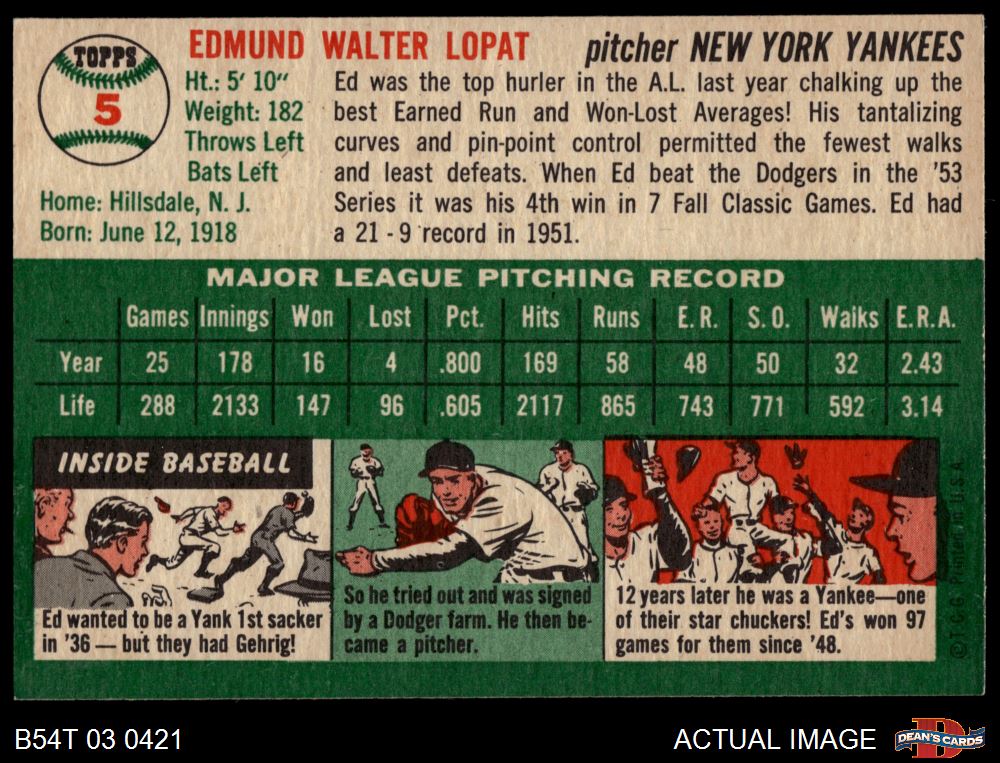 TOPPS
5
EDMUND WALTER LOPAT pitcher NEW YORK YANKEES
Ht.: 5' 10"
Weight: 182
Throws Left
Bats Left
Home: Hillsdale, N. J.
Born: June 12, 1918
Ed was the top hurler in the A.L. last year chalking up the
best Earned Run and Won-Lost Averages! His tantalizing
curves and pin-point control permitted the fewest walks
and least defeats. When Ed beat the Dodgers in the '53
Series it was his 4th win in 7 Fall Classic Games. Ed had
a 21 - 9 record in 1951.
MAJOR LEAGUE PITCHING RECORD
Games Innings Won Lost Pct. Hits Runs E. R. S. O. Walks E.R.A.
Year 25 178 16 4 .800 169 58 48 50 32 2.43
Life 288 2133 147 96 .605 2117 865 743 771 592 3.14
INSIDE BASEBALL
Ed wanted to be a Yank 1st sacker
in '36 — but they had Gehrig!
So he tried out and was signed
by a Dodger farm. He then be-
came a pitcher.
12 years later he was a Yankee—one
of their star chuckers! Ed's won 97
games for them since '48.
© T.C.G. Printed in U.S.A.
B54T 03 0421
ACTUAL IMAGE
DEAN'S CARDS